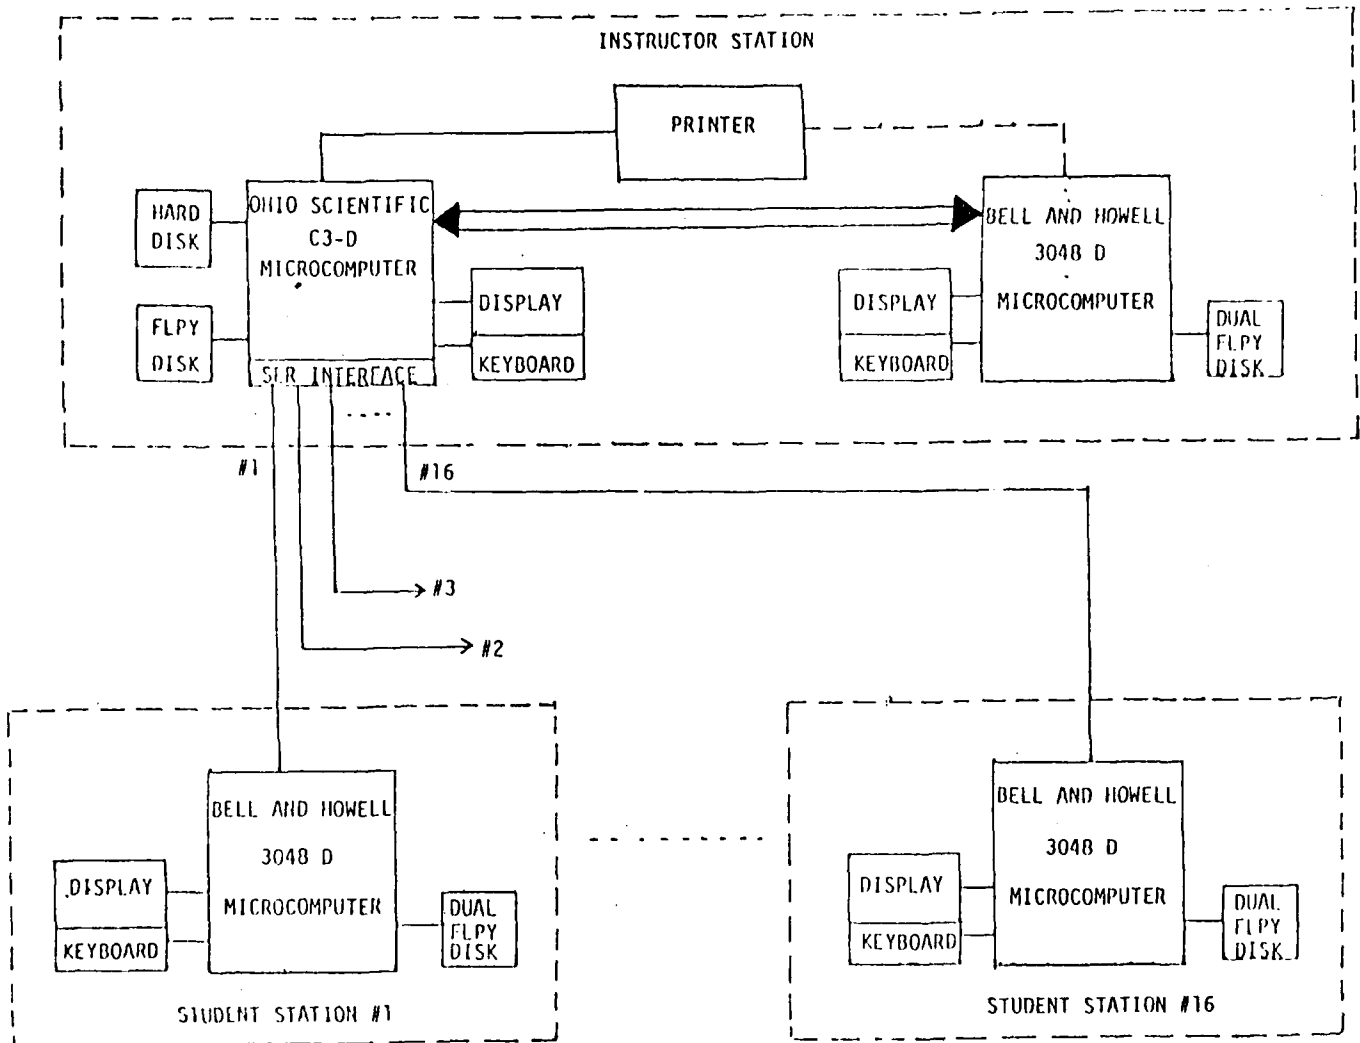 INSTRUCTOR STATION
PRINTER
HARD
DISK
OHIO SCIENTIFIC
C3-D
MICROCOMPUTER
FLPY
DISK
DISPLAY
KEYBOARD
SER INTERFACE
. . . .
BELL AND HOWELL
3048 D
MICROCOMPUTER
DISPLAY
KEYBOARD
DUAL
FLPY
DISK
#1
#16
#3
#2
BELL AND HOWELL
3048 D
MICROCOMPUTER
DISPLAY
KEYBOARD
DUAL
FLPY
DISK
STUDENT STATION #1
BELL AND HOWELL
3048 D
MICROCOMPUTER
DISPLAY
KEYBOARD
DUAL
FLPY
DISK
STUDENT STATION #16